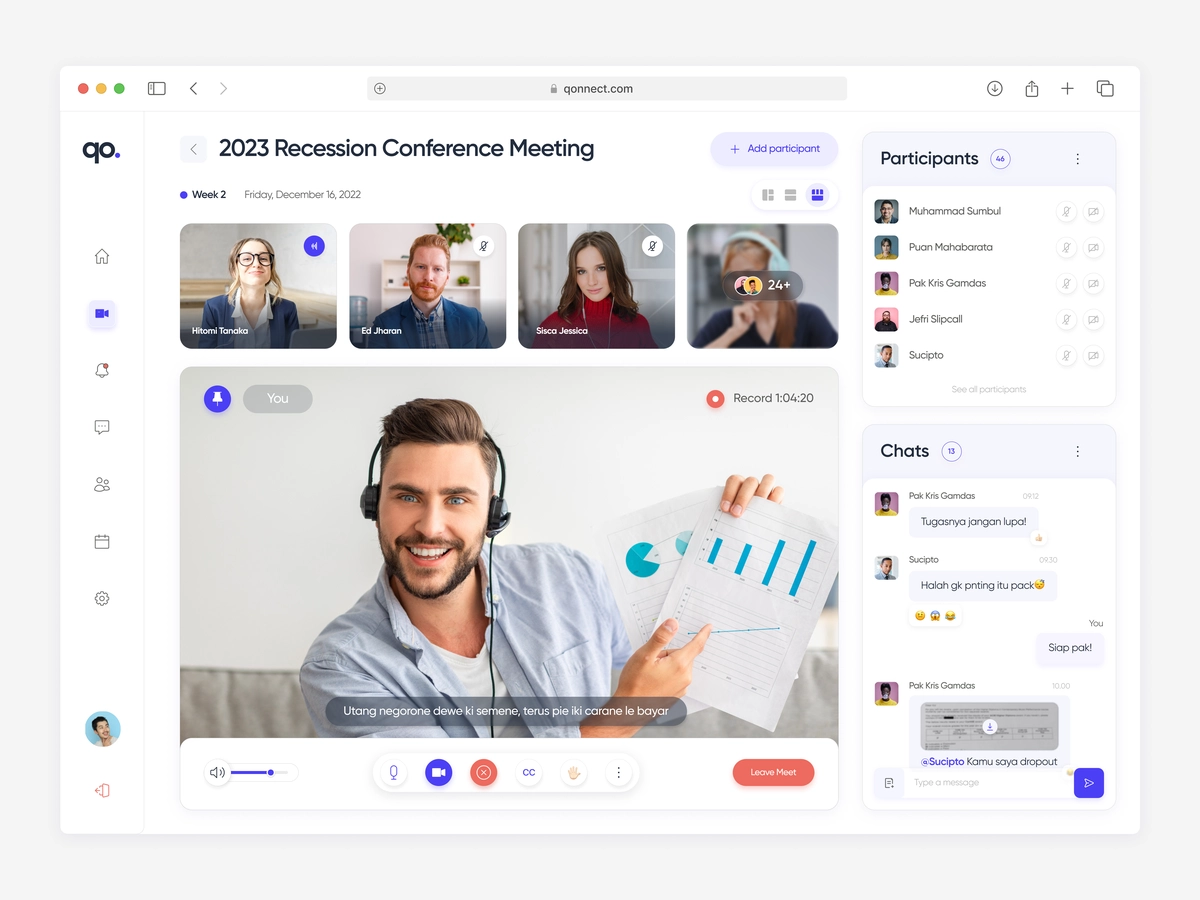 qonnect.com
qo.
2023 Recession Conference Meeting
Add participant
Week 2
Friday, December 16, 2022
Hitomi Tanaka
Ed Jharan
Sisca Jessica
24+
You
Record 1:04:20
Utang negorone dewe ki semene, terus pie iki carane le bayar
CC
Leave Meet
Participants
46
Muhammad Sumbul
Puan Mahabarata
Pak Kris Gamdas
Jefri Slipcall
Sucipto
See all participants
Chats
13
Pak Kris Gamdas
09.12
Tugasnya jangan lupa!
Sucipto
09.30
Halah gk pnting itu pack😴
You
Siap pak!
Pak Kris Gamdas
10.00
@Sucipto Kamu saya dropout
Type a message